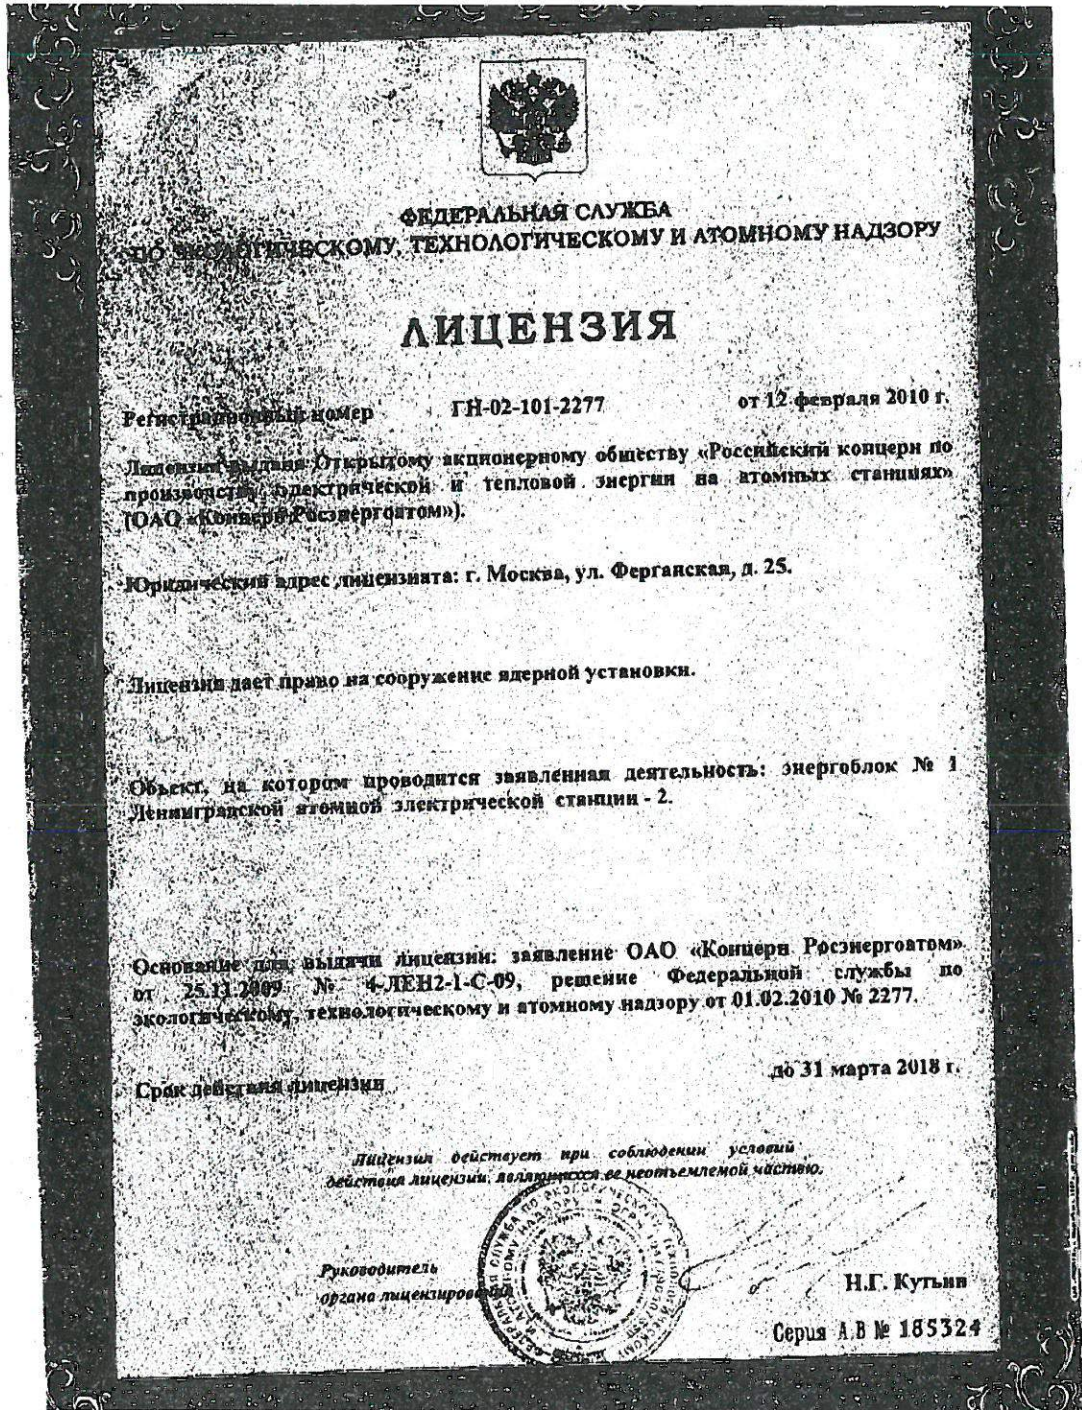 ФЕДЕРАЛЬНАЯ СЛУЖБА
ПО ЭКОЛОГИЧЕСКОМУ, ТЕХНОЛОГИЧЕСКОМУ И АТОМНОМУ НАДЗОРУ
ЛИЦЕНЗИЯ
Регистрационный номер ГН-02-101-2277 от 12 февраля 2010 г.
Лицензия выдана Открытому акционерному обществу «Российский концерн по
производству электрической и тепловой энергии на атомных станциях»
(ОАО «Концерн Росэнергоатом»).
Юридический адрес лицензиата: г. Москва, ул. Ферганская, д. 25.
Лицензия дает право на сооружение ядерной установки.
Объект, на котором проводится заявленная деятельность: энергоблок № 1
Ленинградской атомной электрической станции - 2.
Основание для выдачи лицензии: заявление ОАО «Концерн Росэнергоатом»
от 25.11.2009 № 4-ЛЕН2-1-С-09, решение Федеральной службы по
экологическому, технологическому и атомному надзору от 01.02.2010 № 2277.
Срок действия лицензии до 31 марта 2018 г.
Лицензия действует при соблюдении условий
действия лицензии, являющихся ее неотъемлемой частью.
Руководитель
органа лицензирования Н.Г. Кутьин
Серия А В № 185324